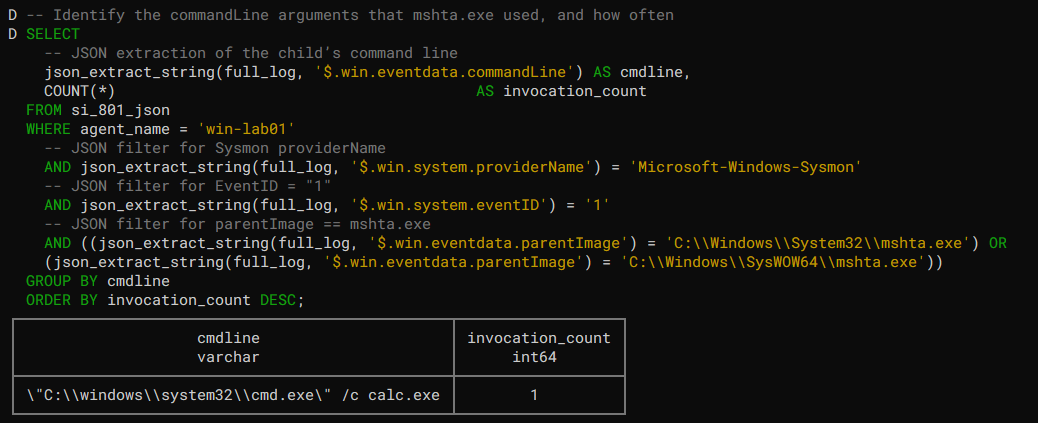 D -- Identify the commandLine arguments that mshta.exe used, and how often
D SELECT
    -- JSON extraction of the child's command line
    json_extract_string(full_log, '$.win.eventdata.commandLine') AS cmdline,
    COUNT(*)                                        AS invocation_count
  FROM si_801_json
  WHERE agent_name = 'win-lab01'
    -- JSON filter for Sysmon providerName
    AND json_extract_string(full_log, '$.win.system.providerName') = 'Microsoft-Windows-Sysmon'
    -- JSON filter for EventID = "1"
    AND json_extract_string(full_log, '$.win.system.eventID') = '1'
    -- JSON filter for parentImage == mshta.exe
    AND ((json_extract_string(full_log, '$.win.eventdata.parentImage') = 'C:\\Windows\\System32\\mshta.exe') OR
    (json_extract_string(full_log, '$.win.eventdata.parentImage') = 'C:\\Windows\\SysWOW64\\mshta.exe'))
  GROUP BY cmdline
  ORDER BY invocation_count DESC;
cmdline invocation_count
varchar int64
\"C:\\windows\\system32\\cmd.exe\" /c calc.exe 1